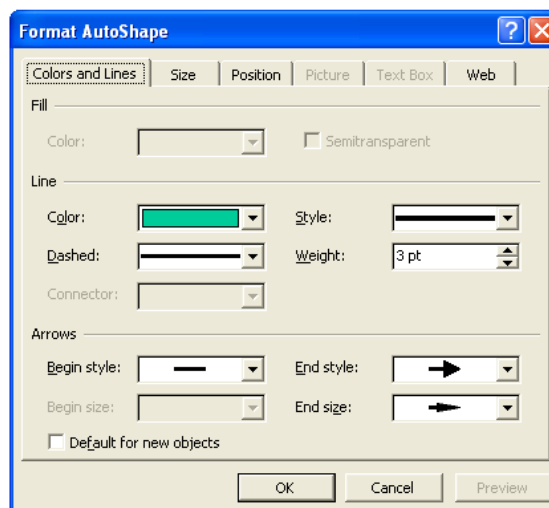 Format AutoShape
Colors and Lines Size Position Picture Text Box Web
Fill
Color: Semitransparent
Line
Color: Style:
Dashed: Weight: 3 pt
Connector:
Arrows
Begin style: End style:
Begin size: End size:
Default for new objects
OK Cancel Preview